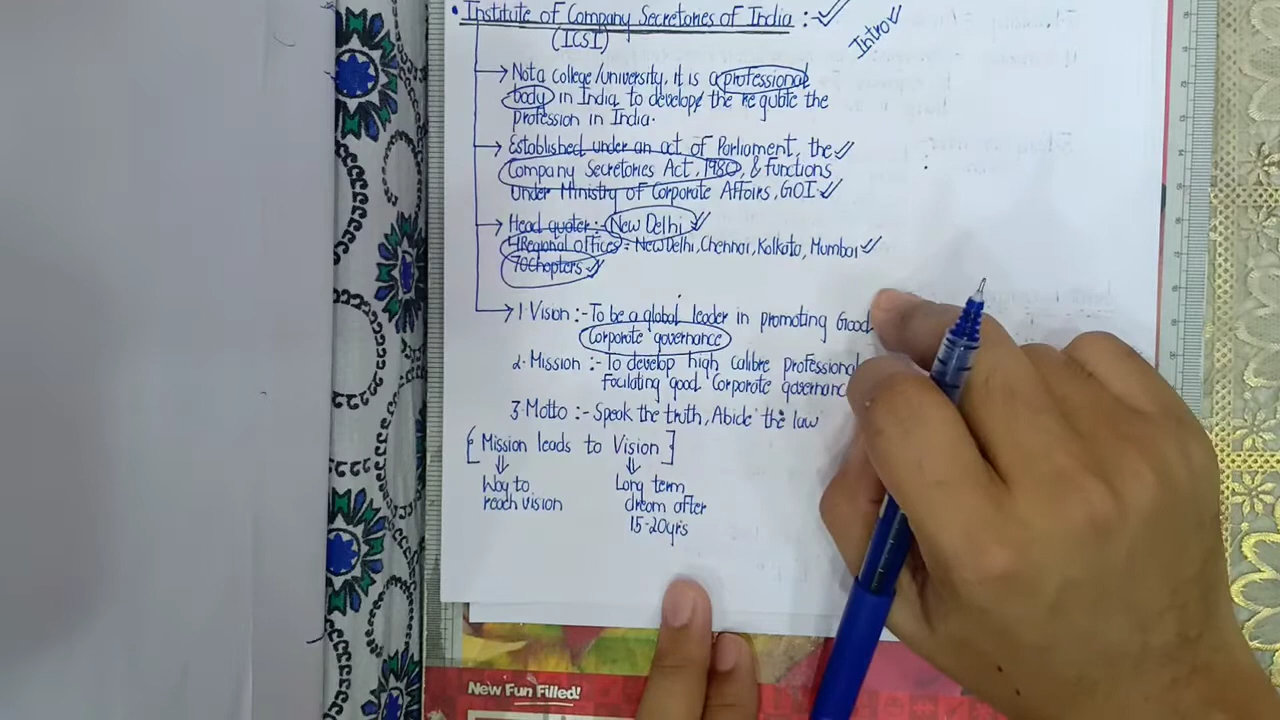 • Institute of Company Secretories of India :-
Intro
(ICSI)
Not a college/university, it is a professional
body in India to develop the regulate the
profession in India.
Established under an act of Parliament, the
Company Secretories Act, 1980, & functions
under Ministry of Corporate Affairs, GOI
Head quater :- New Delhi
4 Regional offices = New Delhi, Chennai, Kolkata, Mumbai
70 Chapters
1 Vision :- To be a global leader in promoting Good
Corporate governance
2. Mission :- To develop high calibre professional
Facilating good Corporate governanc
3 Motto :- Speak the truth, Abide the law
[Mission leads to Vision]
Way to
reach vision
Long term
dream after
15-20yrs
New Fun Filled!